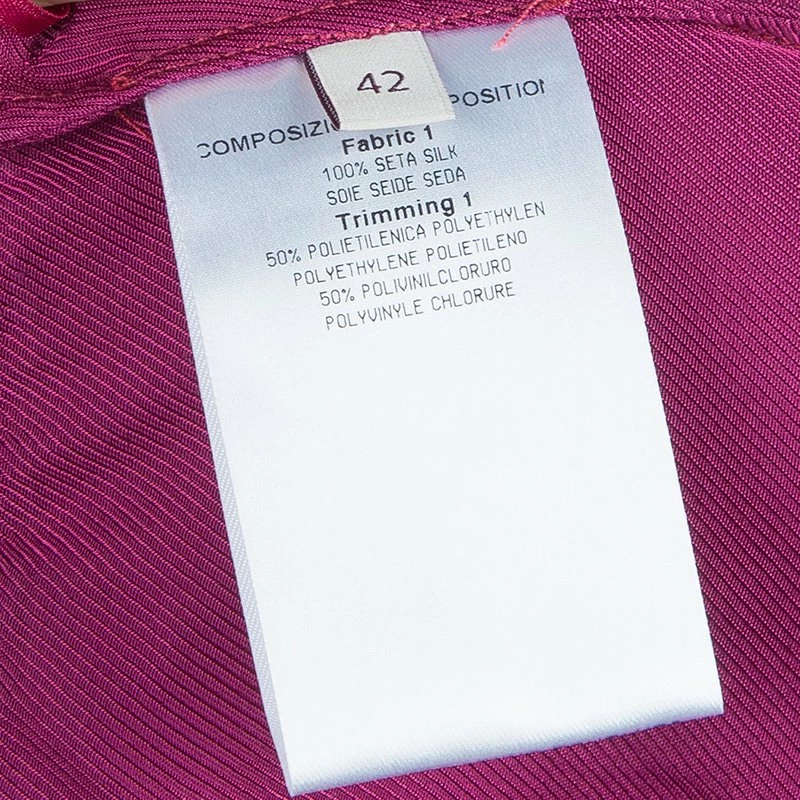 42
COMPOSIZI POSITION
Fabric 1
100% SETA SILK
SOIE SEIDE SEDA
Trimming 1
50% POLIETILENICA POLYETHYLEN
POLYETHYLENE POLIETILENO
50% POLIVINILCLORURO
POLYVINYLE CHLORURE